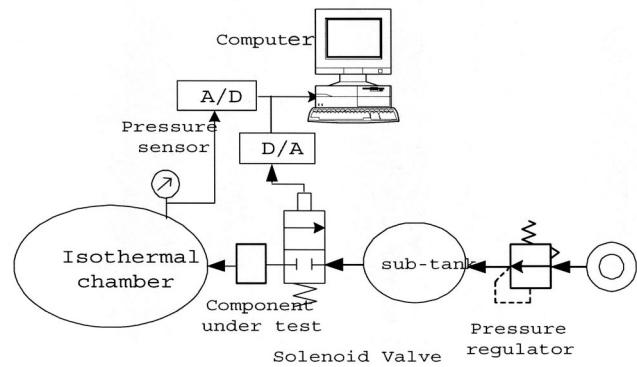 Computer
A/D
Pressure
sensor
D/A
Isothermal
chamber
sub-tank
Component
under test
Pressure
regulator
Solenoid Valve